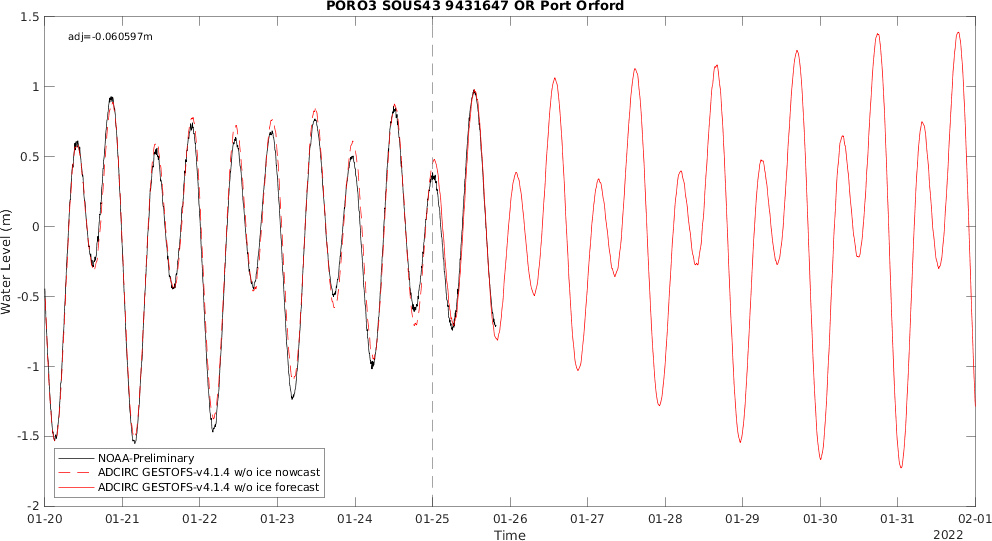 PORO3 SOUS43 9431647 OR Port Orford
adj=-0.060597m
1.5
1
0.5
0
-0.5
-1
-1.5
-2
Water Level (m)
NOAA-Preliminary
ADCIRC GESTOFS-v4.1.4 w/o ice nowcast
ADCIRC GESTOFS-v4.1.4 w/o ice forecast
01-20 01-21 01-22 01-23 01-24 01-25 01-26 01-27 01-28 01-29 01-30 01-31 02-01
Time
2022